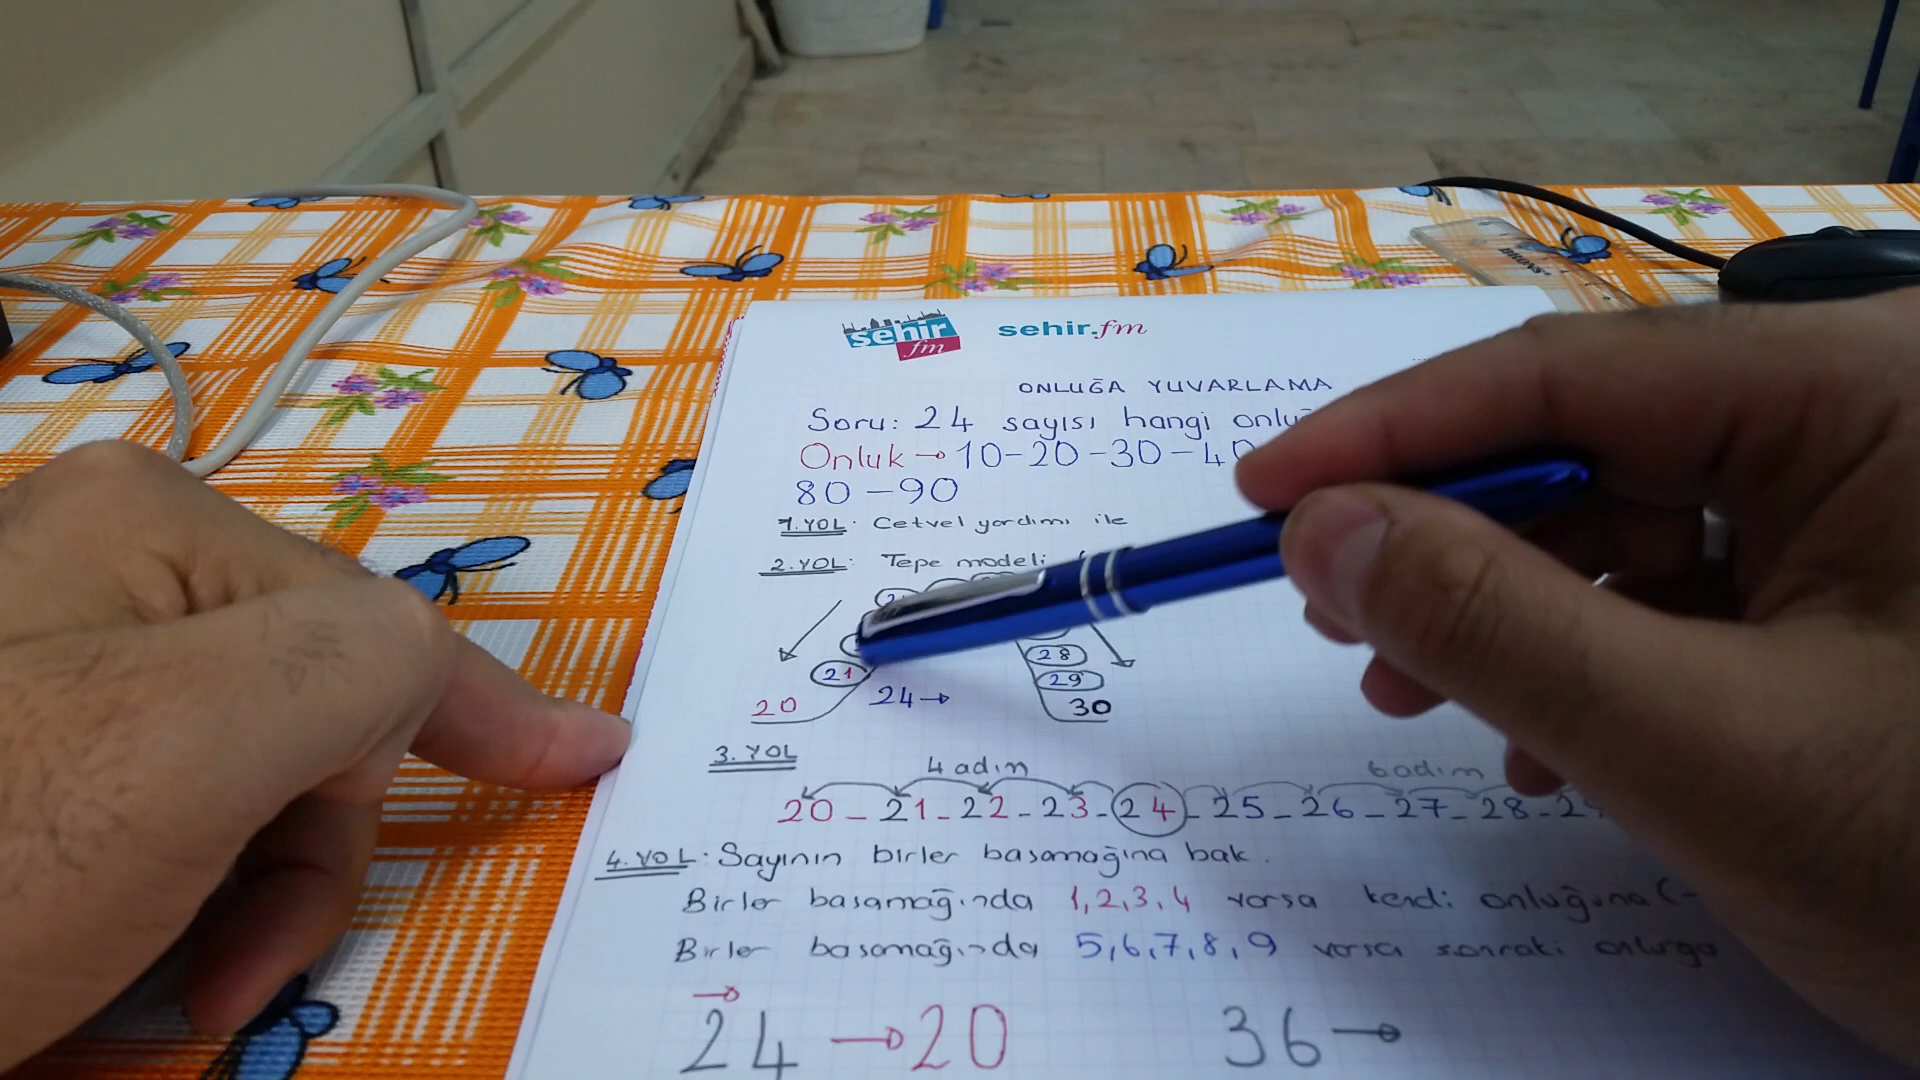 BRONS
sehir
fm
sehir.fm
ONLUĞA YUVARLAMA
Soru: 24 sayısı hangi
Onluk → 10-20-30-40
80-90
1.YOL: Cetvel yardımı ile
2.YOL: Tepe modeli
28
21
29
20
24→
30
3.YOL
4 adım
6 adım
20-21-22-23-24-25-26-27-28-
4.YOL: Sayının birler basamağına bak.
Birler basamağında 1,2,3,4 varsa kendi onluğuna (-
Birler basamağında 5,6,7,8,9 varsa sonraki onluğa
24 → 20
36 →